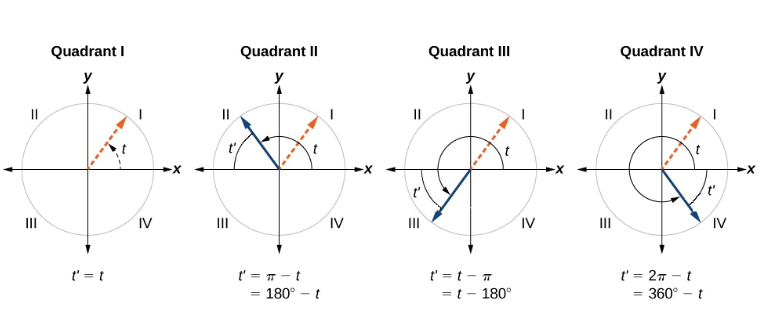 Quadrant I
Quadrant II
Quadrant III
Quadrant IV
y
y
y
y
II
I
II
I
II
I
II
I
t
t'
t
t
t
x
x
x
x
t'
t'
III
IV
III
IV
III
IV
III
IV
t' = t
t' = π − t
= 180° − t
t' = t − π
= t − 180°
t' = 2π − t
= 360° − t